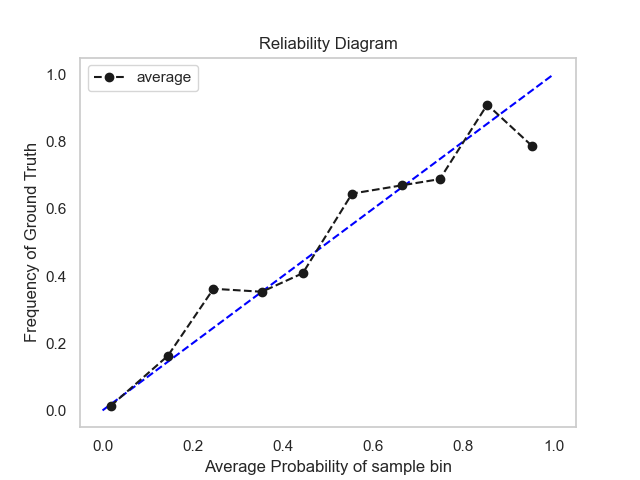 Reliability Diagram
average
Frequency of Ground Truth
1.0
0.8
0.6
0.4
0.2
0.0
0.0 0.2 0.4 0.6 0.8 1.0
Average Probability of sample bin